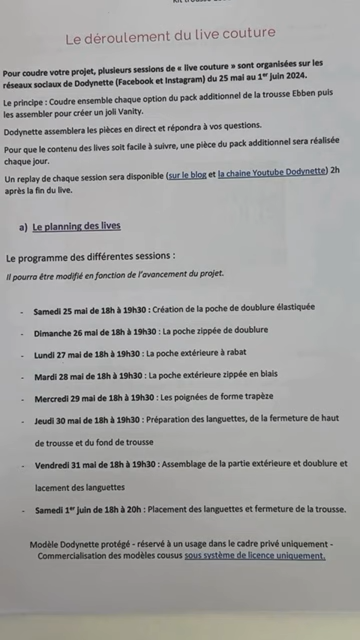 Le déroulement du live couture
Pour coudre votre projet, plusieurs sessions de « live couture » sont organisées sur les
réseaux sociaux de Dodynette (Facebook et Instagram) du 25 mai au 1er juin 2024.
Le principe : Coudre ensemble chaque option du pack additionnel de la trousse Ebben puis
les assembler pour créer un joli Vanity.
Dodynette assemblera les pièces en direct et répondra à vos questions.
Pour que le contenu des lives soit facile à suivre, une pièce du pack additionnel sera réalisée
chaque jour.
Un replay de chaque session sera disponible (sur le blog et la chaine Youtube Dodynette) 2h
après la fin du live.
a) Le planning des lives
Le programme des différentes sessions :
Il pourra être modifié en fonction de l'avancement du projet.
- Samedi 25 mai de 18h à 19h30 : Création de la poche de doublure élastiquée
- Dimanche 26 mai de 18h à 19h30 : La poche zippée de doublure
- Lundi 27 mai de 18h à 19h30 : La poche extérieure à rabat
- Mardi 28 mai de 18h à 19h30 : La poche extérieure zippée en biais
- Mercredi 29 mai de 18h à 19h30 : Les poignées de forme trapèze
- Jeudi 30 mai de 18h à 19h30 : Préparation des languettes, de la fermeture de haut
de trousse et du fond de trousse
- Vendredi 31 mai de 18h à 19h30 : Assemblage de la partie extérieure et doublure et
lacement des languettes
- Samedi 1er juin de 18h à 20h : Placement des languettes et fermeture de la trousse.
Modèle Dodynette protégé - réservé à un usage dans le cadre privé uniquement -
Commercialisation des modèles cousus sous système de licence uniquement.